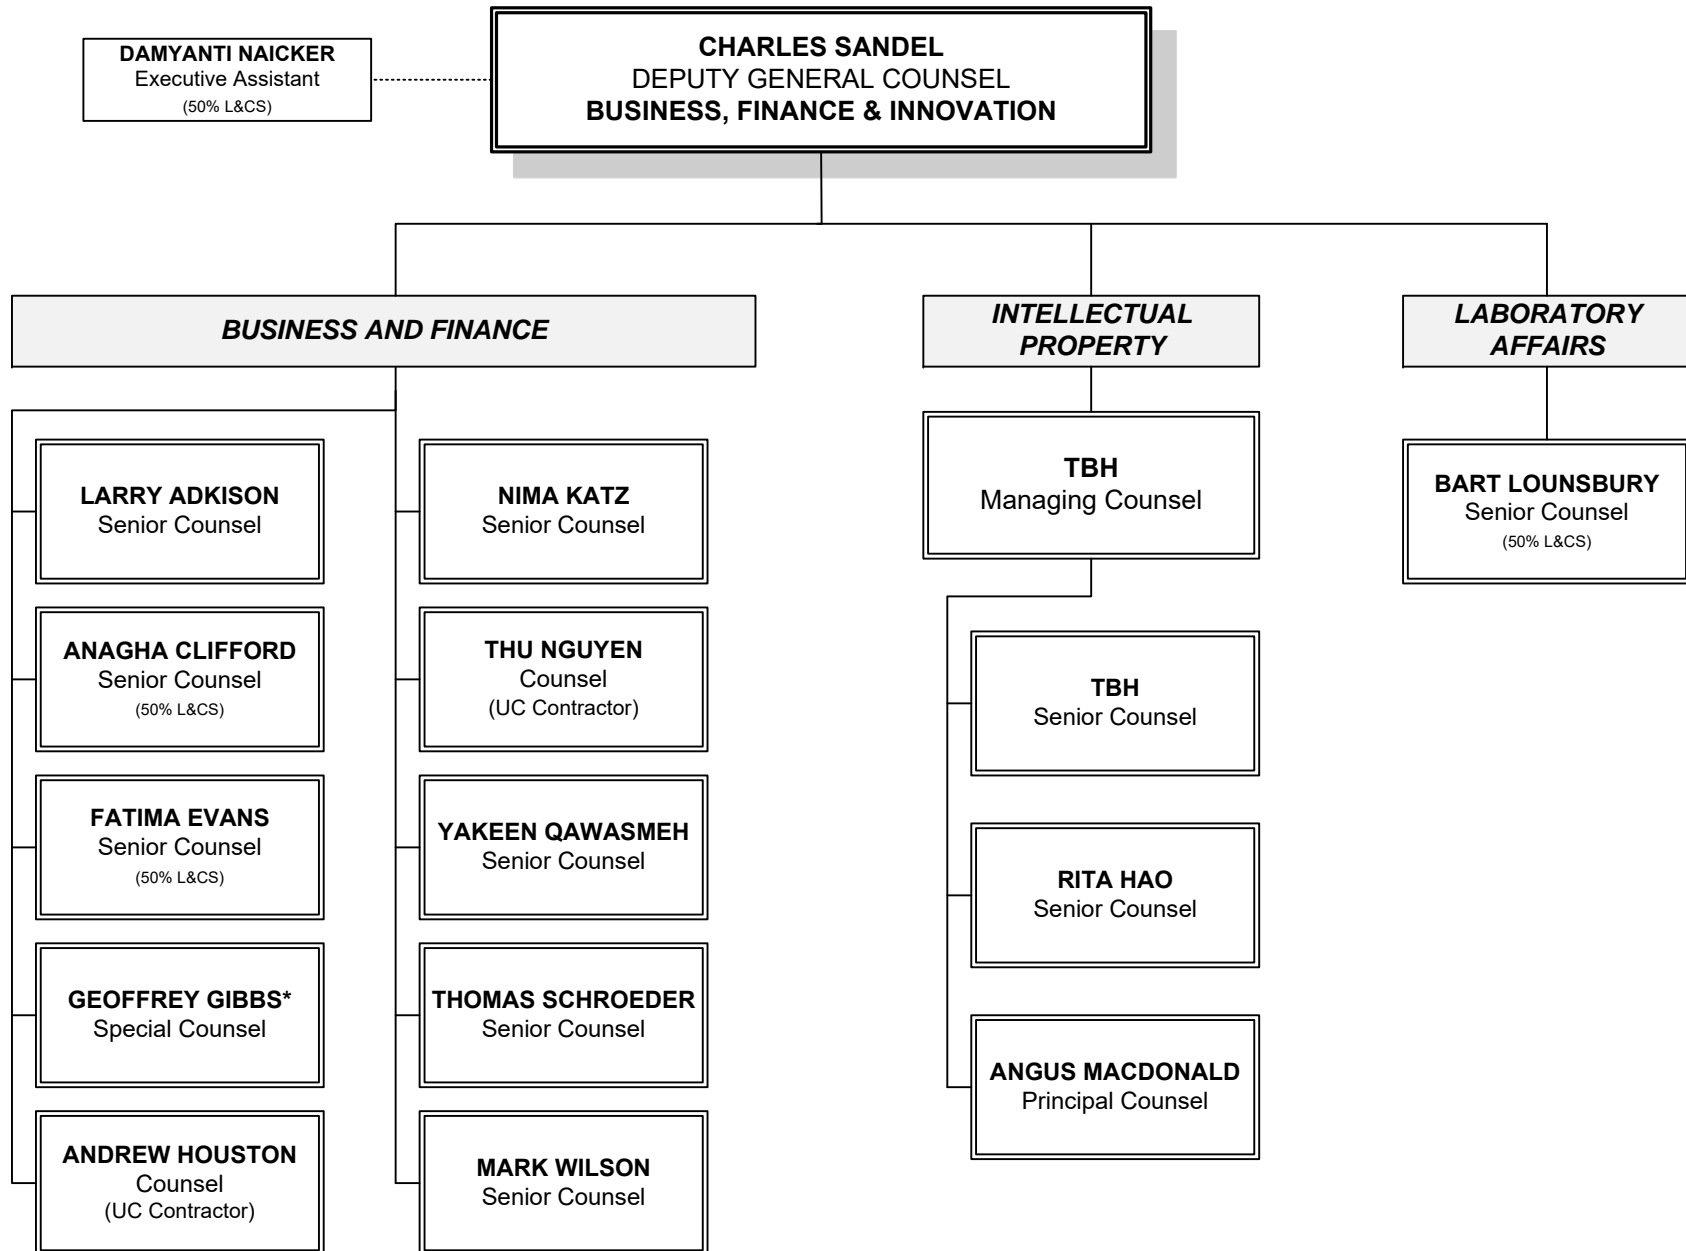 DAMYANTI NAICKER
Executive Assistant
(50% L&CS)
CHARLES SANDEL
DEPUTY GENERAL COUNSEL
BUSINESS, FINANCE & INNOVATION
BUSINESS AND FINANCE
LARRY ADKISON
Senior Counsel
ANAGHA CLIFFORD
Senior Counsel
(50% L&CS)
FATIMA EVANS
Senior Counsel
(50% L&CS)
GEOFFREY GIBBS*
Special Counsel
ANDREW HOUSTON
Counsel
(UC Contractor)
NIMA KATZ
Senior Counsel
THU NGUYEN
Counsel
(UC Contractor)
YAKEEN QAWASMEH
Senior Counsel
THOMAS SCHROEDER
Senior Counsel
MARK WILSON
Senior Counsel
INTELLECTUAL
PROPERTY
TBH
Managing Counsel
TBH
Senior Counsel
RITA HAO
Senior Counsel
ANGUS MACDONALD
Principal Counsel
LABORATORY
AFFAIRS
BART LOUNSBURY
Senior Counsel
(50% L&CS)